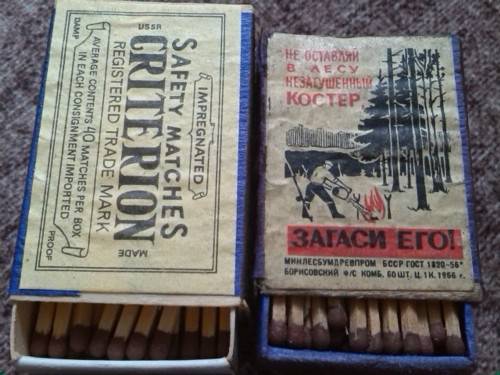 IMPREGNATED
SAFETY MATCHES
USSR CRITERION MADE
REGISTERED TRADE MARK
AVERAGE CONTENTS 40 MATCHES PER BOX
IN EACH CONSIGNMENT IMPORTED
DAMP PROOF
НЕ ОСТАВЛЯЙ
В ЛЕСУ
НЕЗАТУШЕННЫЙ
КОСТЕР
ЗАГАСИ ЕГО!
МИНЛЕСБУМДРЕВПРОМ БССР ГОСТ 1820-56*
БОРИСОВСКИЙ Ф/С КОМБ. 60 ШТ. Ц. 1 К. 1966 г.